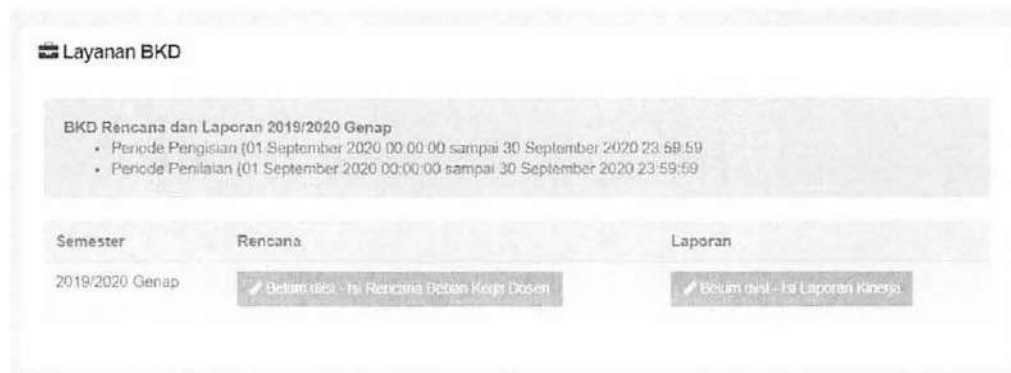 Layanan BKD
BKD Rencana dan Laporan 2019/2020 Genap
• Periode Pengisian (01 September 2020 00:00:00 sampai 30 September 2020 23:59:59
• Periode Penilaian (01 September 2020 00:00:00 sampai 30 September 2020 23:59:59
Semester Rencana Laporan
2019/2020 Genap Belum diisi - Isi Rencana Beban Kerja Dosen Belum diisi - Isi Laporan Kinerja